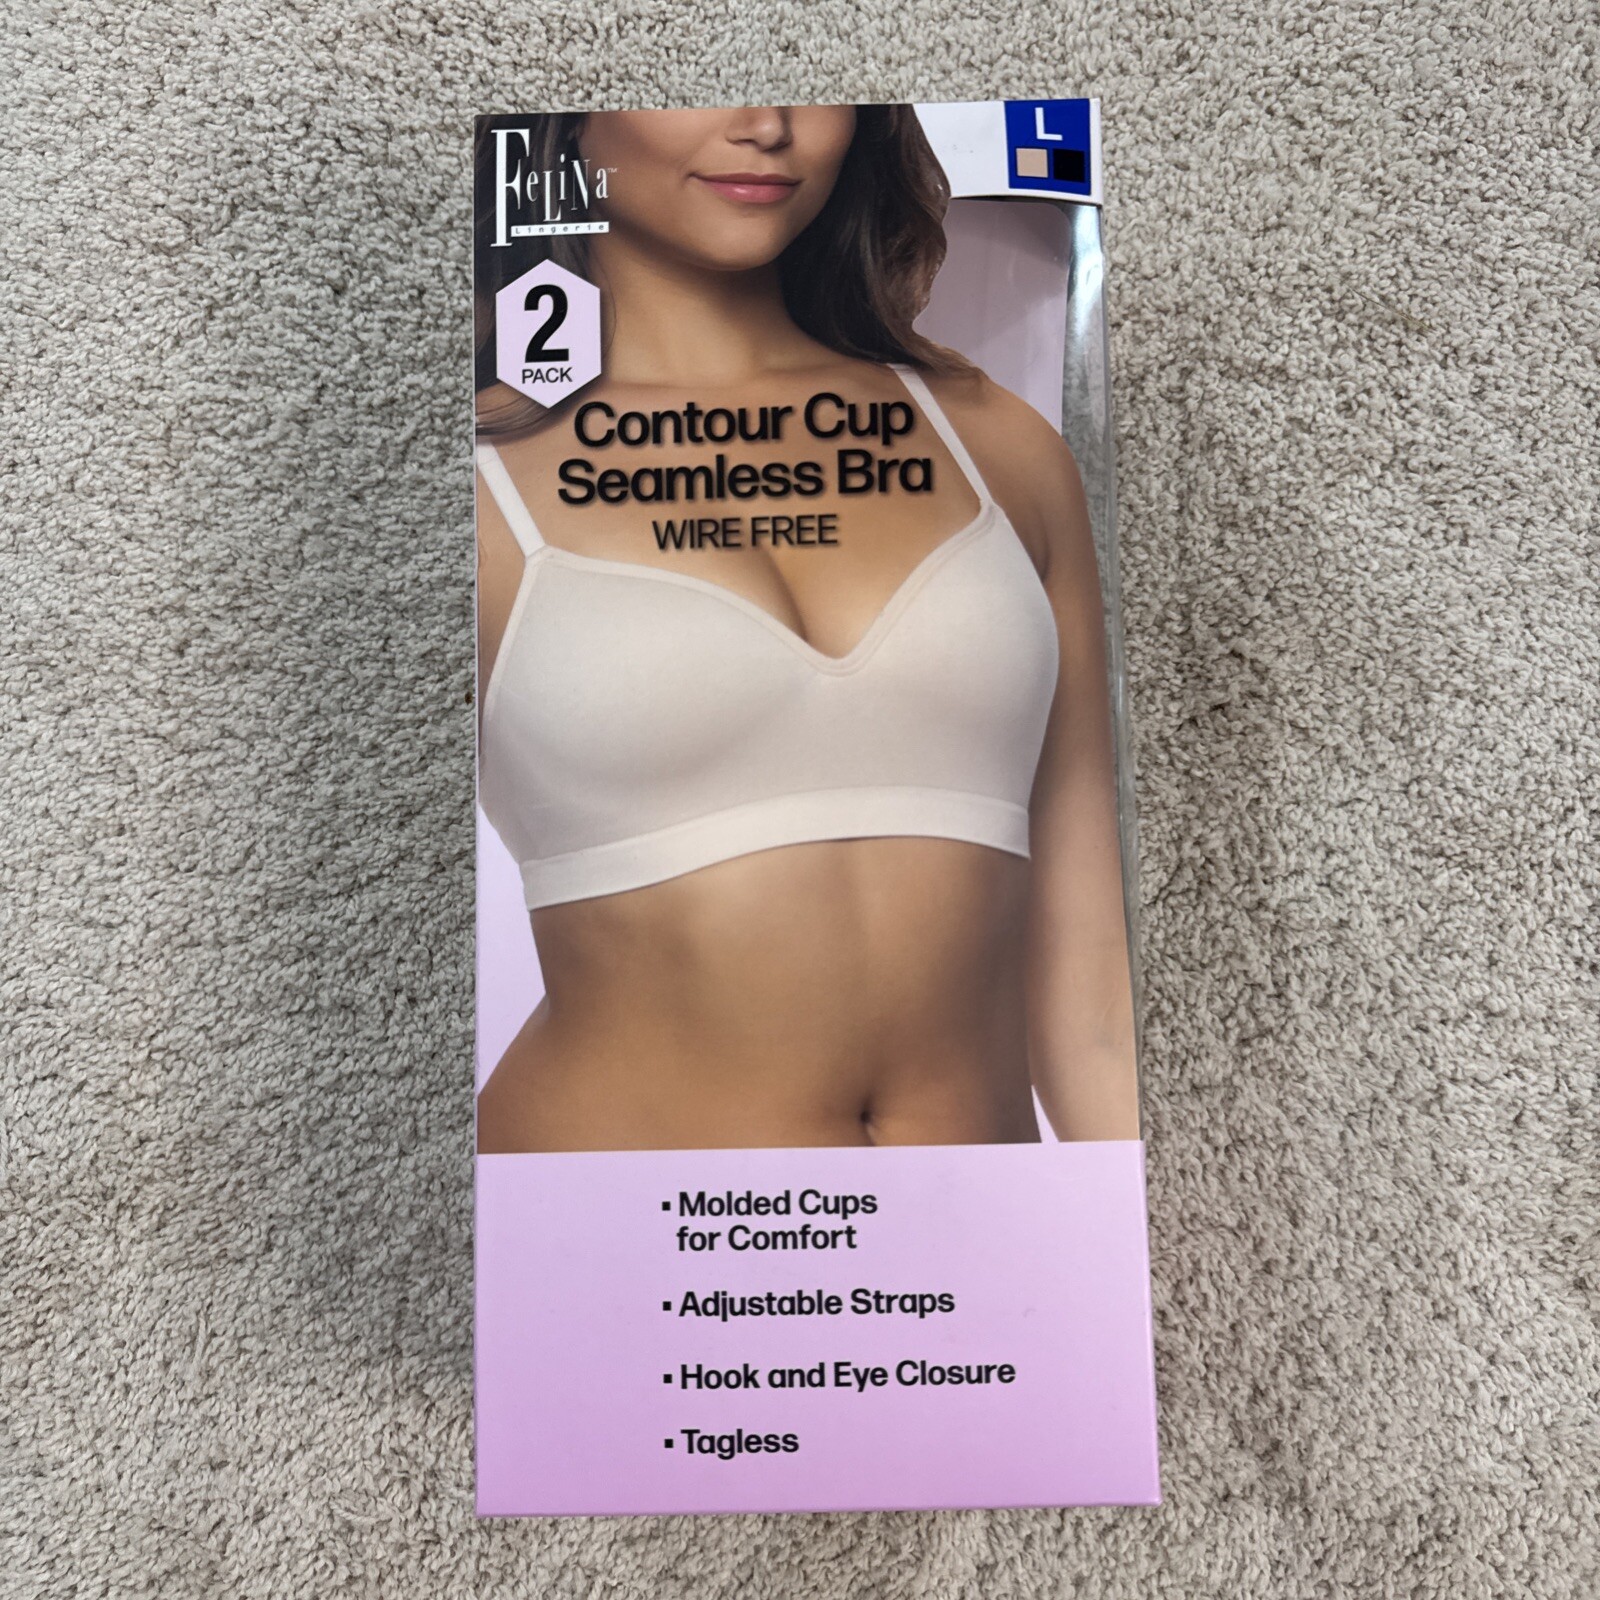 FeLiNa™
Lingerie
L
2
PACK
Contour Cup
Seamless Bra
WIRE FREE
▪ Molded Cups
for Comfort
▪ Adjustable Straps
▪ Hook and Eye Closure
▪ Tagless